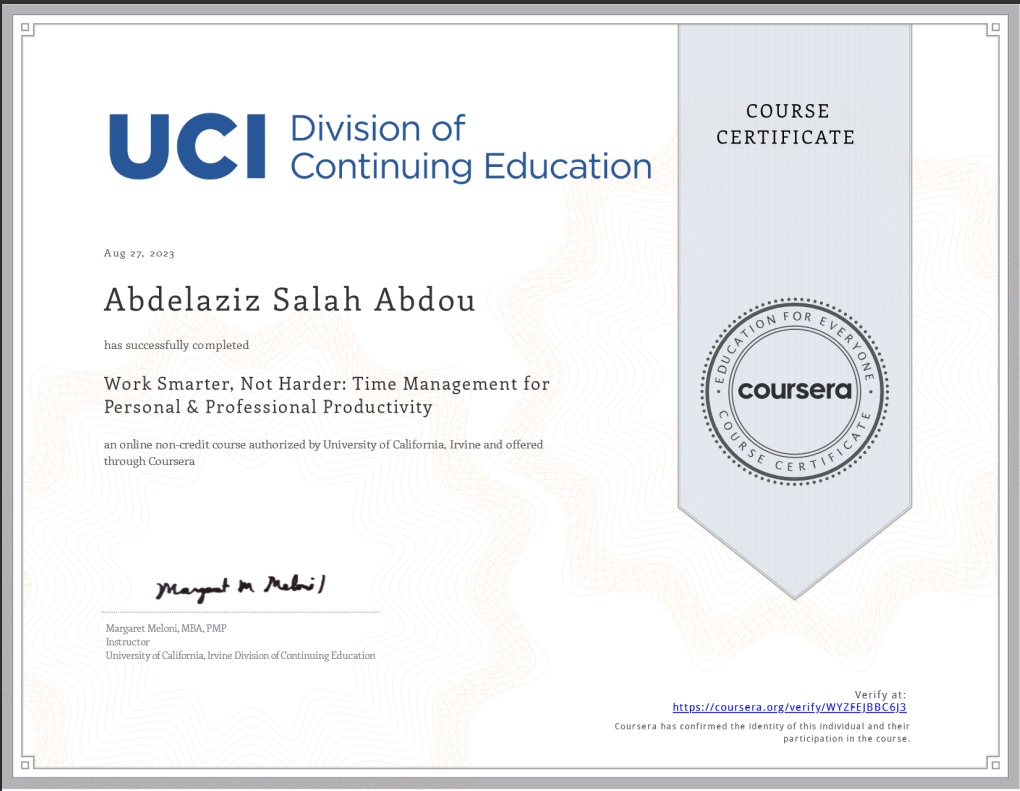 UCI Division of
Continuing Education
COURSE
CERTIFICATE
Aug 27, 2023
Abdelaziz Salah Abdou
has successfully completed
Work Smarter, Not Harder: Time Management for
Personal & Professional Productivity
an online non-credit course authorized by University of California, Irvine and offered
through Coursera
EDUCATION FOR EVERYONE
coursera
COURSE CERTIFICATE
Margaret M Meloni
Margaret Meloni, MBA, PMP
Instructor
University of California, Irvine Division of Continuing Education
Verify at:
https://coursera.org/verify/WYZFEJBBC6J3
Coursera has confirmed the identity of this individual and their
participation in the course.